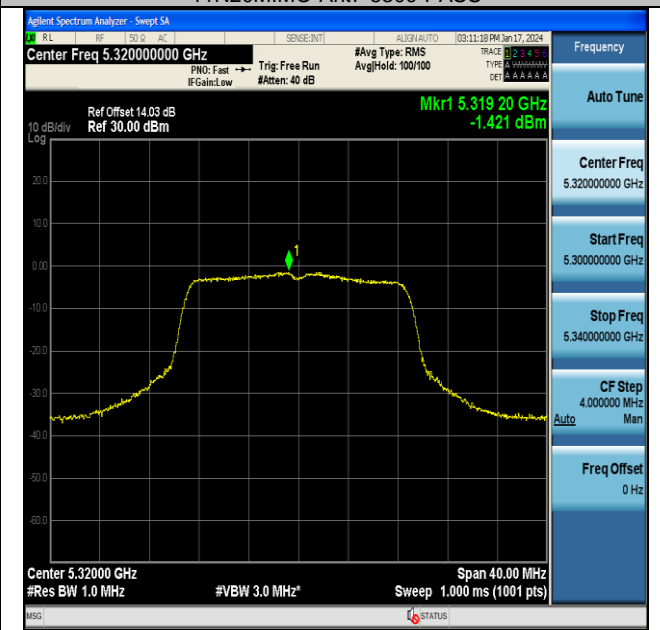 Agilent Spectrum Analyzer - Swept SA
RL RF 50 Ω AC SENSE:INT ALIGN AUTO 03:11:18 PM Jan 17, 2024
Center Freq 5.320000000 GHz
PNO: Fast
IFGain:Low
Trig: Free Run
#Atten: 40 dB
#Avg Type: RMS
Avg|Hold: 100/100
TRACE 1 2 3 4 5 6
TYPE A WWWWW
DET A A A A A A
Ref Offset 14.03 dB
10 dB/div Ref 30.00 dBm
Log
Mkr1 5.319 20 GHz
-1.421 dBm
20.0
10.0
0.00
-10.0
-20.0
-30.0
-40.0
-50.0
-60.0
1
Center 5.32000 GHz Span 40.00 MHz
#Res BW 1.0 MHz #VBW 3.0 MHz* Sweep 1.000 ms (1001 pts)
MSG STATUS
Frequency
Auto Tune
Center Freq
5.320000000 GHz
Start Freq
5.300000000 GHz
Stop Freq
5.340000000 GHz
CF Step
4.000000 MHz
Auto Man
Freq Offset
0 Hz